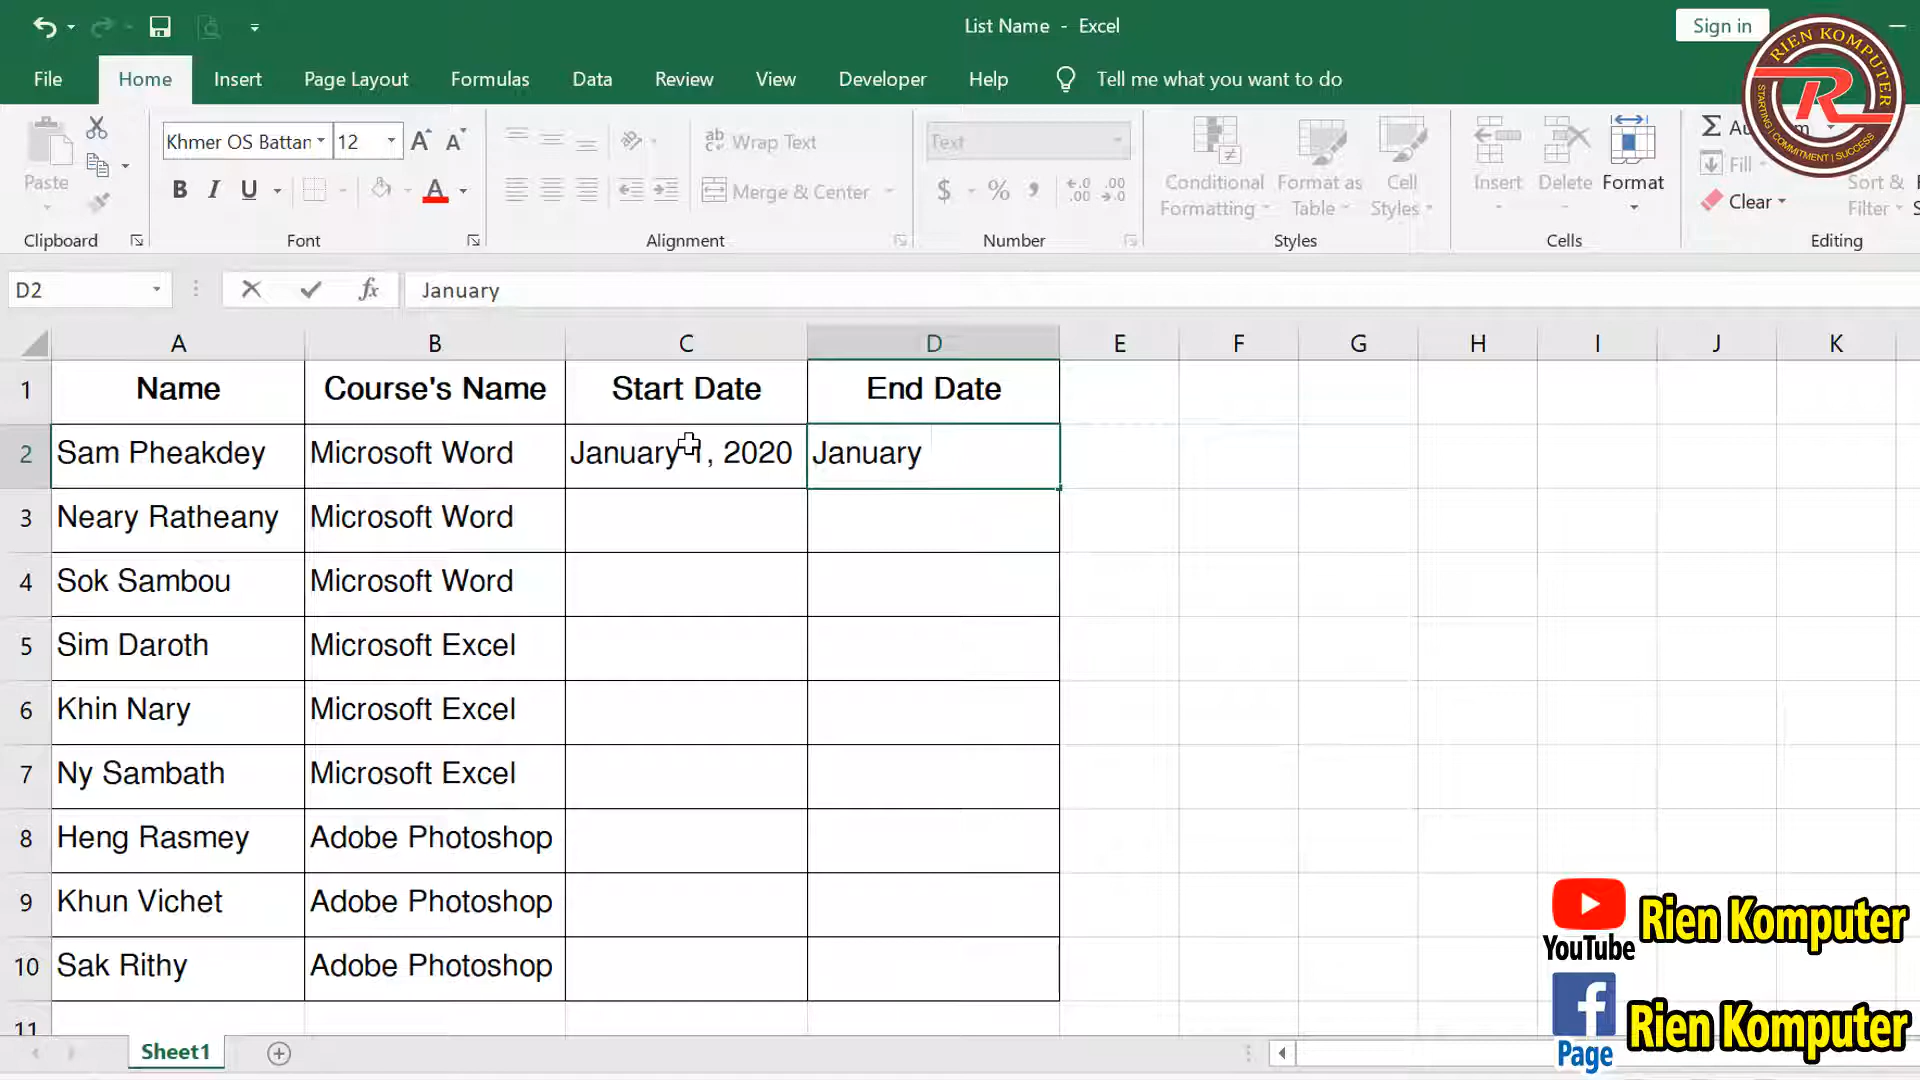 List Name - Excel
Sign in
File Home Insert Page Layout Formulas Data Review View Developer Help Tell me what you want to do
RIEN KOMPUTER
STARTING | COMMITMENT | SUCCESS
Paste
Khmer OS Battan 12
B I U A
ab Wrap Text
Merge & Center
Text
$ % ,
Conditional Formatting
Format as Table
Cell Styles
Insert Delete Format
Fill
Clear
Sort & Filter
Clipboard Font Alignment Number Styles Cells Editing
D2 fx January
A B C D E F G H I J K
1 Name Course's Name Start Date End Date
2 Sam Pheakdey Microsoft Word January 1, 2020 January
3 Neary Ratheany Microsoft Word
4 Sok Sambou Microsoft Word
5 Sim Daroth Microsoft Excel
6 Khin Nary Microsoft Excel
7 Ny Sambath Microsoft Excel
8 Heng Rasmey Adobe Photoshop
9 Khun Vichet Adobe Photoshop
10 Sak Rithy Adobe Photoshop
11
YouTube Rien Komputer
Page Rien Komputer
Sheet1